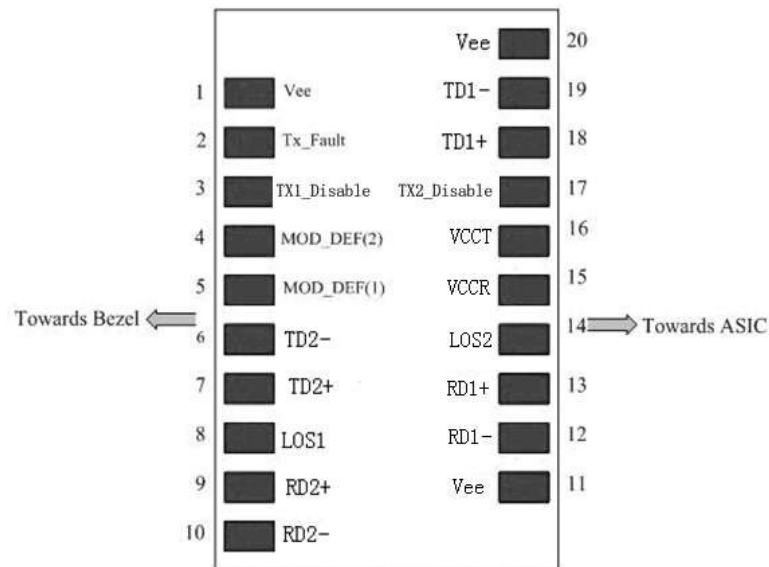 Vee 20
1 Vee TD1- 19
2 Tx_Fault TD1+ 18
3 TX1_Disable TX2_Disable 17
4 MOD_DEF(2) VCCT 16
5 MOD_DEF(1) VCCR 15
Towards Bezel Towards ASIC
6 TD2- LOS2 14
7 TD2+ RD1+ 13
8 LOS1 RD1- 12
9 RD2+ Vee 11
10 RD2-